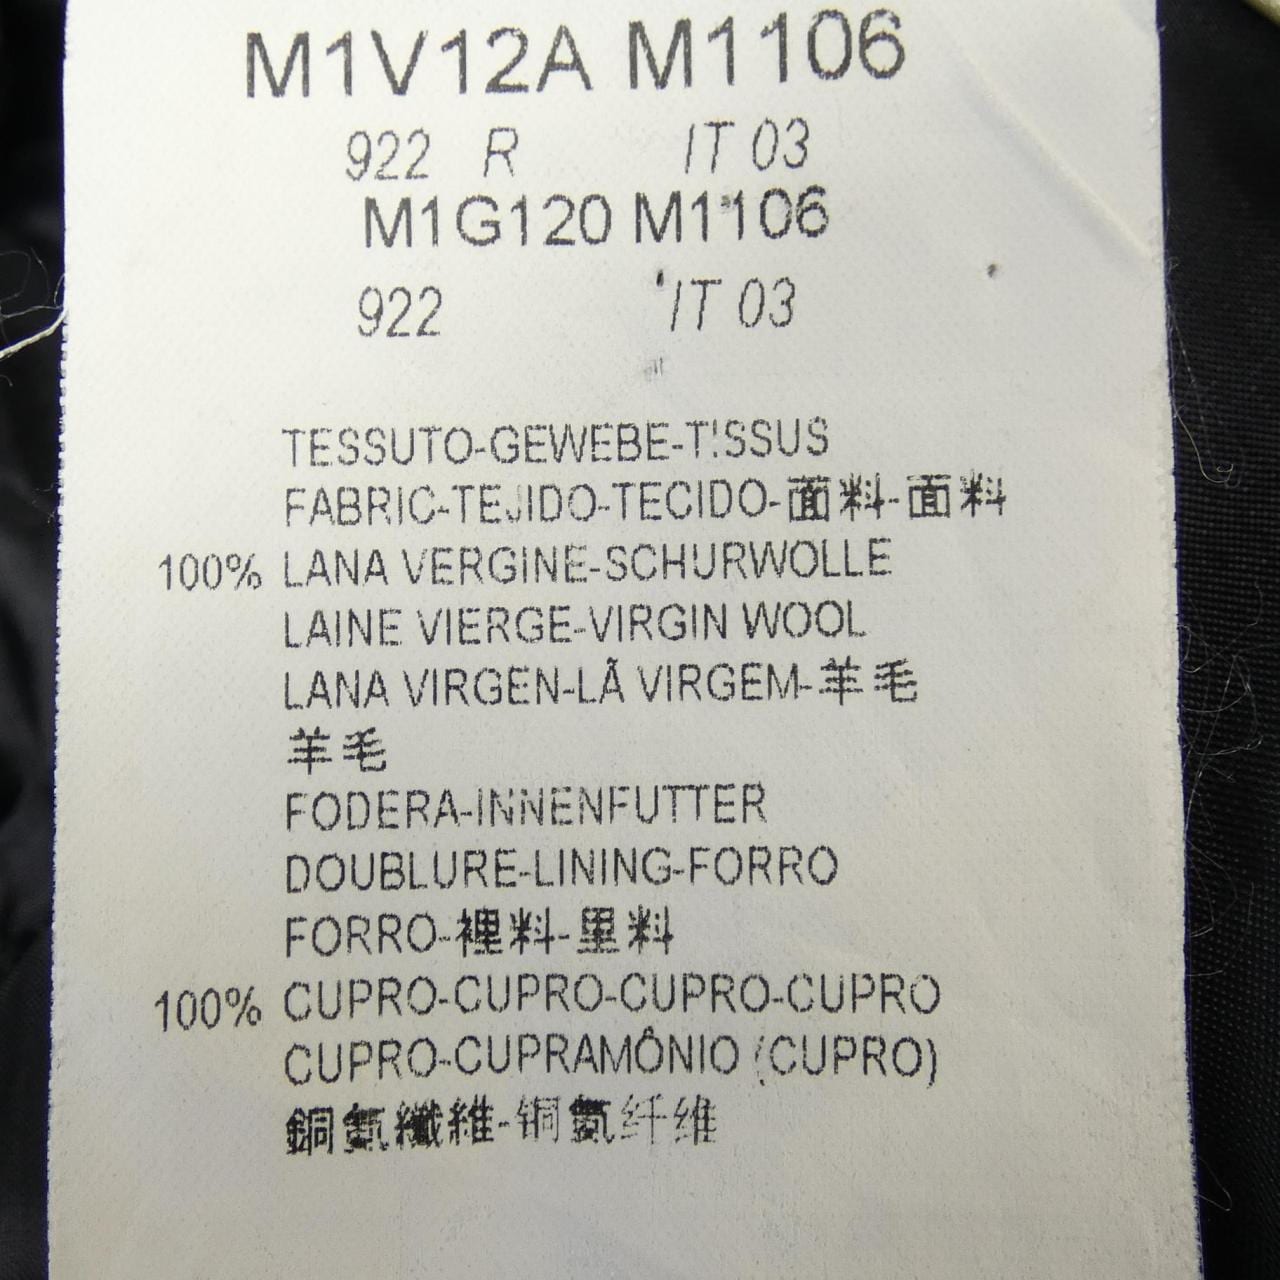 M1V12A M1106
922 R IT 03
M1G120 M1106
922 IT 03
TESSUTO-GEWEBE-TISSUS
FABRIC-TEJIDO-TECIDO-面料-面料
100% LANA VERGINE-SCHURWOLLE
LAINE VIERGE-VIRGIN WOOL
LANA VIRGEN-LÃ VIRGEM-羊毛
羊毛
FODERA-INNENFUTTER
DOUBLURE-LINING-FORRO
FORRO-裡料-里料
100% CUPRO-CUPRO-CUPRO-CUPRO
CUPRO-CUPRAMÔNIO (CUPRO)
銅氨纖維-铜氨纤维